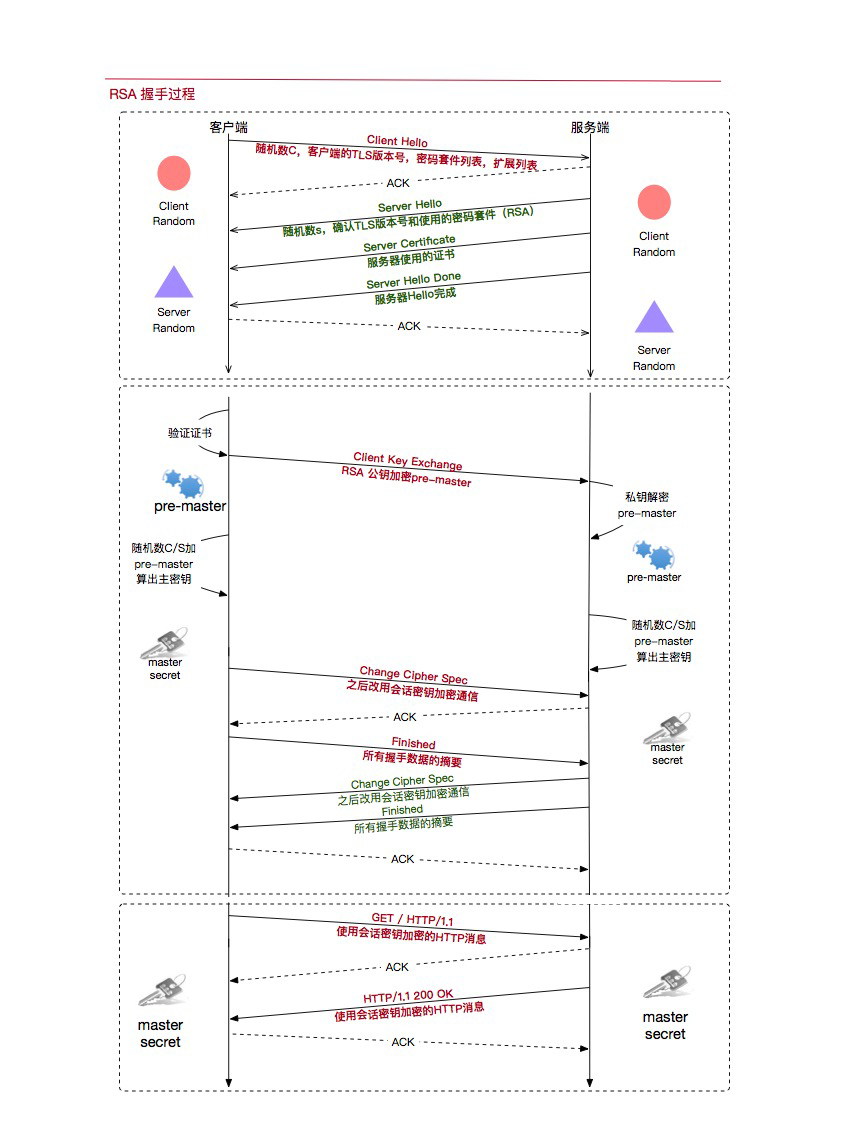 RSA 握手过程
客户端
服务端
Client Hello
随机数C，客户端的TLS版本号，密码套件列表，扩展列表
ACK
Client
Random
Server Hello
随机数s，确认TLS版本号和使用的密码套件（RSA）
Client
Random
Server Certificate
服务器使用的证书
Server Hello Done
服务器Hello完成
Server
Random
ACK
Server
Random
验证证书
Client Key Exchange
RSA 公钥加密pre-master
pre-master
私钥解密
pre-master
随机数C/S加
pre-master
算出主密钥
pre-master
随机数C/S加
pre-master
算出主密钥
master
secret
Change Cipher Spec
之后改用会话密钥加密通信
ACK
master
secret
Finished
所有握手数据的摘要
Change Cipher Spec
之后改用会话密钥加密通信
Finished
所有握手数据的摘要
ACK
GET / HTTP/1.1
使用会话密钥加密的HTTP消息
ACK
HTTP/1.1 200 OK
使用会话密钥加密的HTTP消息
master
secret
master
secret
ACK